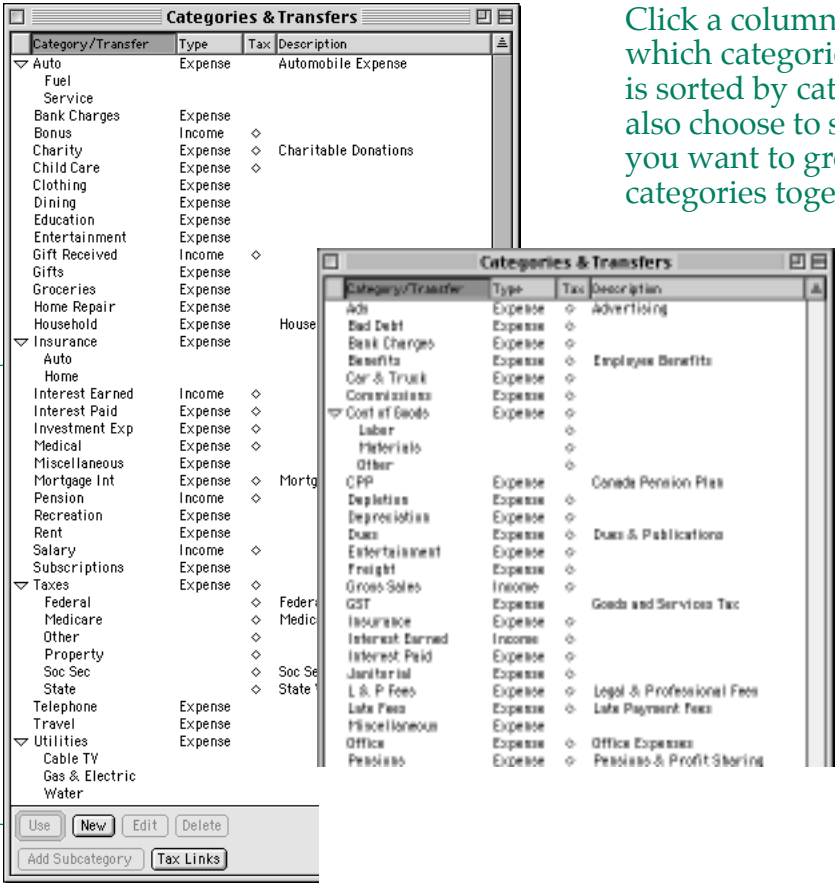 Categories & Transfers
Category/Transfer Type Tax Description
Auto Expense Automobile Expense
Fuel
Service
Bank Charges Expense
Bonus Income
Charity Expense Charitable Donations
Child Care Expense
Clothing Expense
Dining Expense
Education Expense
Entertainment Expense
Gift Received Income
Gifts Expense
Groceries Expense
Home Repair Expense
Household Expense House
Insurance Expense
Auto
Home
Interest Earned Income
Interest Paid Expense
Investment Exp Expense
Medical Expense
Miscellaneous Expense
Mortgage Int Expense Mortg
Pension Income
Recreation Expense
Rent Expense
Salary Income
Subscriptions Expense
Taxes Expense
Federal Feder
Medicare Medic
Other
Property
Soc Sec Soc Se
State State
Telephone Expense
Travel Expense
Utilities Expense
Cable TV
Gas & Electric
Water
Use New Edit Delete
Add Subcategory Tax Links
Click a column
which categorie
is sorted by cat
also choose to s
you want to gr
categories toge
Categories & Transfers
Category/Transfer Type Tax Description
Ads Expense Advertising
Bad Debt Expense
Bank Charges Expense
Benefits Expense Employee Benefits
Car & Truck Expense
Commissions Expense
Cost of Goods Expense
Labor
Materials
Other
CPP Expense Canada Pension Plan
Depletion Expense
Depreciation Expense
Dues Expense Dues & Publications
Entertainment Expense
Freight Expense
Gross Sales Income
GST Expense Goods and Services Tax
Insurance Expense
Interest Earned Income
Interest Paid Expense
Janitorial Expense
L & P Fees Expense Legal & Professional Fees
Late Fees Expense Late Payment Fees
Miscellaneous Expense
Office Expense Office Expenses
Pensions Expense Pensions & Profit Sharing